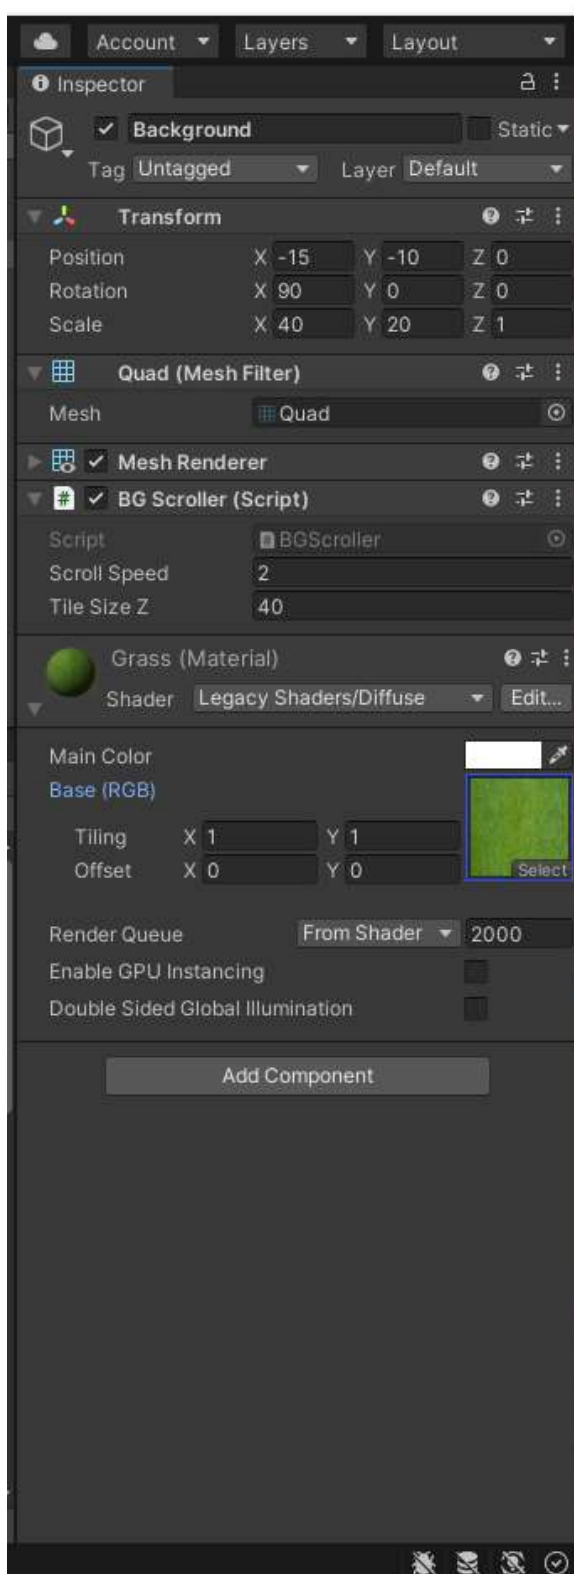 Account Layers Layout
Inspector
Background Static
Tag Untagged Layer Default
Transform
Position X -15 Y -10 Z 0
Rotation X 90 Y 0 Z 0
Scale X 40 Y 20 Z 1
Quad (Mesh Filter)
Mesh Quad
Mesh Renderer
# BG Scroller (Script)
Script BGScroller
Scroll Speed 2
Tile Size Z 40
Grass (Material)
Shader Legacy Shaders/Diffuse Edit...
Main Color
Base (RGB)
Tiling X 1 Y 1
Offset X 0 Y 0
Select
Render Queue From Shader 2000
Enable GPU Instancing
Double Sided Global Illumination
Add Component